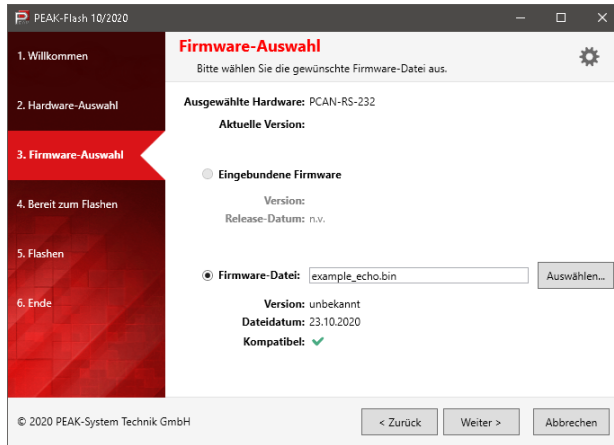 PEAK-Flash 10/2020
1. Willkommen
2. Hardware-Auswahl
3. Firmware-Auswahl
4. Bereit zum Flashen
5. Flashen
6. Ende
Firmware-Auswahl
Bitte wählen Sie die gewünschte Firmware-Datei aus.
Ausgewählte Hardware: PCAN-RS-232
Aktuelle Version:
Eingebundene Firmware
Version:
Release-Datum: n.v.
Firmware-Datei: example_echo.bin Auswählen...
Version: unbekannt
Dateidatum: 23.10.2020
Kompatibel:
© 2020 PEAK-System Technik GmbH
< Zurück Weiter > Abbrechen